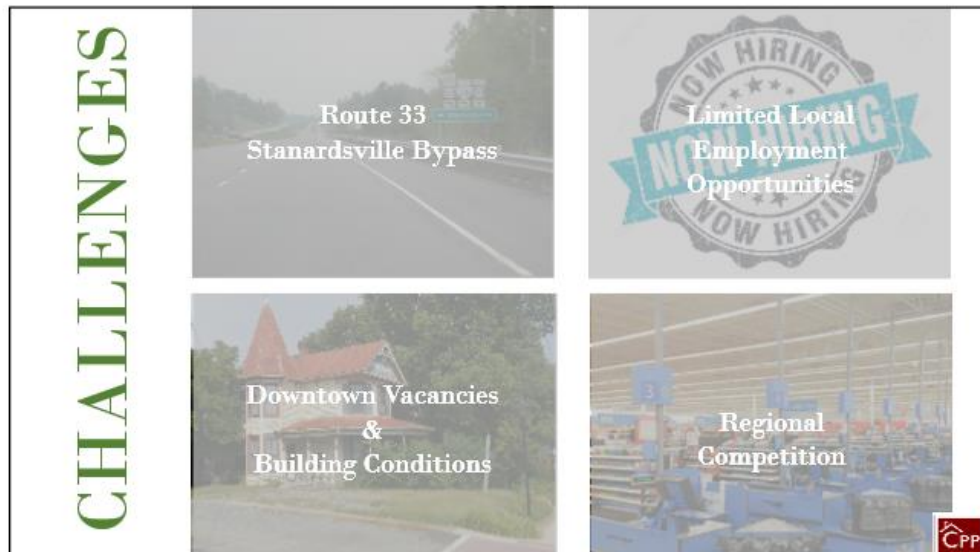 CHALLENGES
Route 33
Stanardsville Bypass
NOW HIRING
Limited Local
Employment
Opportunities
NOW HIRING
NOW HIRING
Downtown Vacancies
&
Building Conditions
3
Regional
Competition